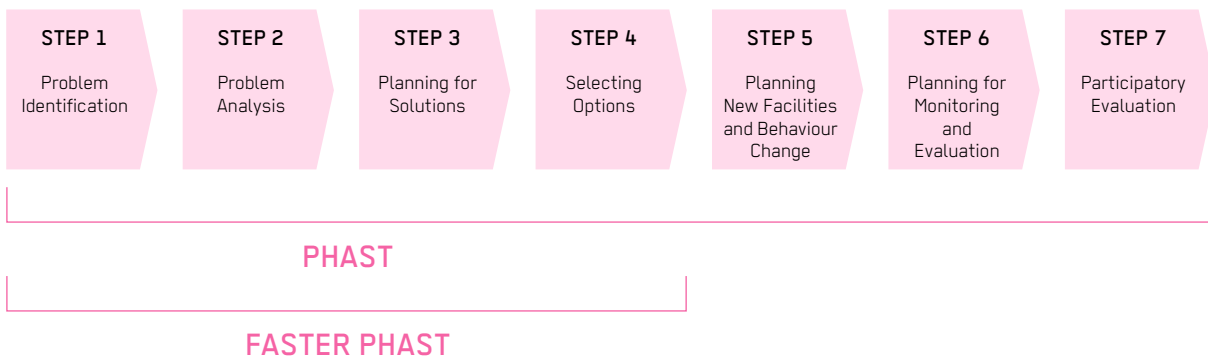 STEP 1
Problem
Identification
STEP 2
Problem
Analysis
STEP 3
Planning for
Solutions
STEP 4
Selecting
Options
STEP 5
Planning
New Facilities
and Behaviour
Change
STEP 6
Planning for
Monitoring
and
Evaluation
STEP 7
Participatory
Evaluation
PHAST
FASTER PHAST